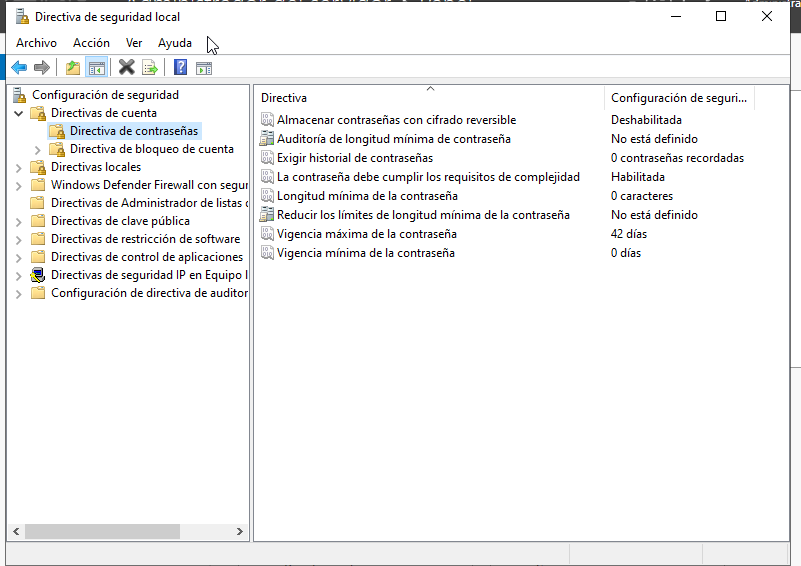 Directiva de seguridad local
Archivo Acción Ver Ayuda
Configuración de seguridad
Directivas de cuenta
Directiva de contraseñas
Directiva de bloqueo de cuenta
Directivas locales
Windows Defender Firewall con segur
Directivas de Administrador de listas
Directivas de clave pública
Directivas de restricción de software
Directivas de control de aplicaciones
Directivas de seguridad IP en Equipo
Configuración de directiva de auditor
Directiva Configuración de seguri...
Almacenar contraseñas con cifrado reversible Deshabilitada
Auditoría de longitud mínima de contraseña No está definido
Exigir historial de contraseñas 0 contraseñas recordadas
La contraseña debe cumplir los requisitos de complejidad Habilitada
Longitud mínima de la contraseña 0 caracteres
Reducir los límites de longitud mínima de la contraseña No está definido
Vigencia máxima de la contraseña 42 días
Vigencia mínima de la contraseña 0 días